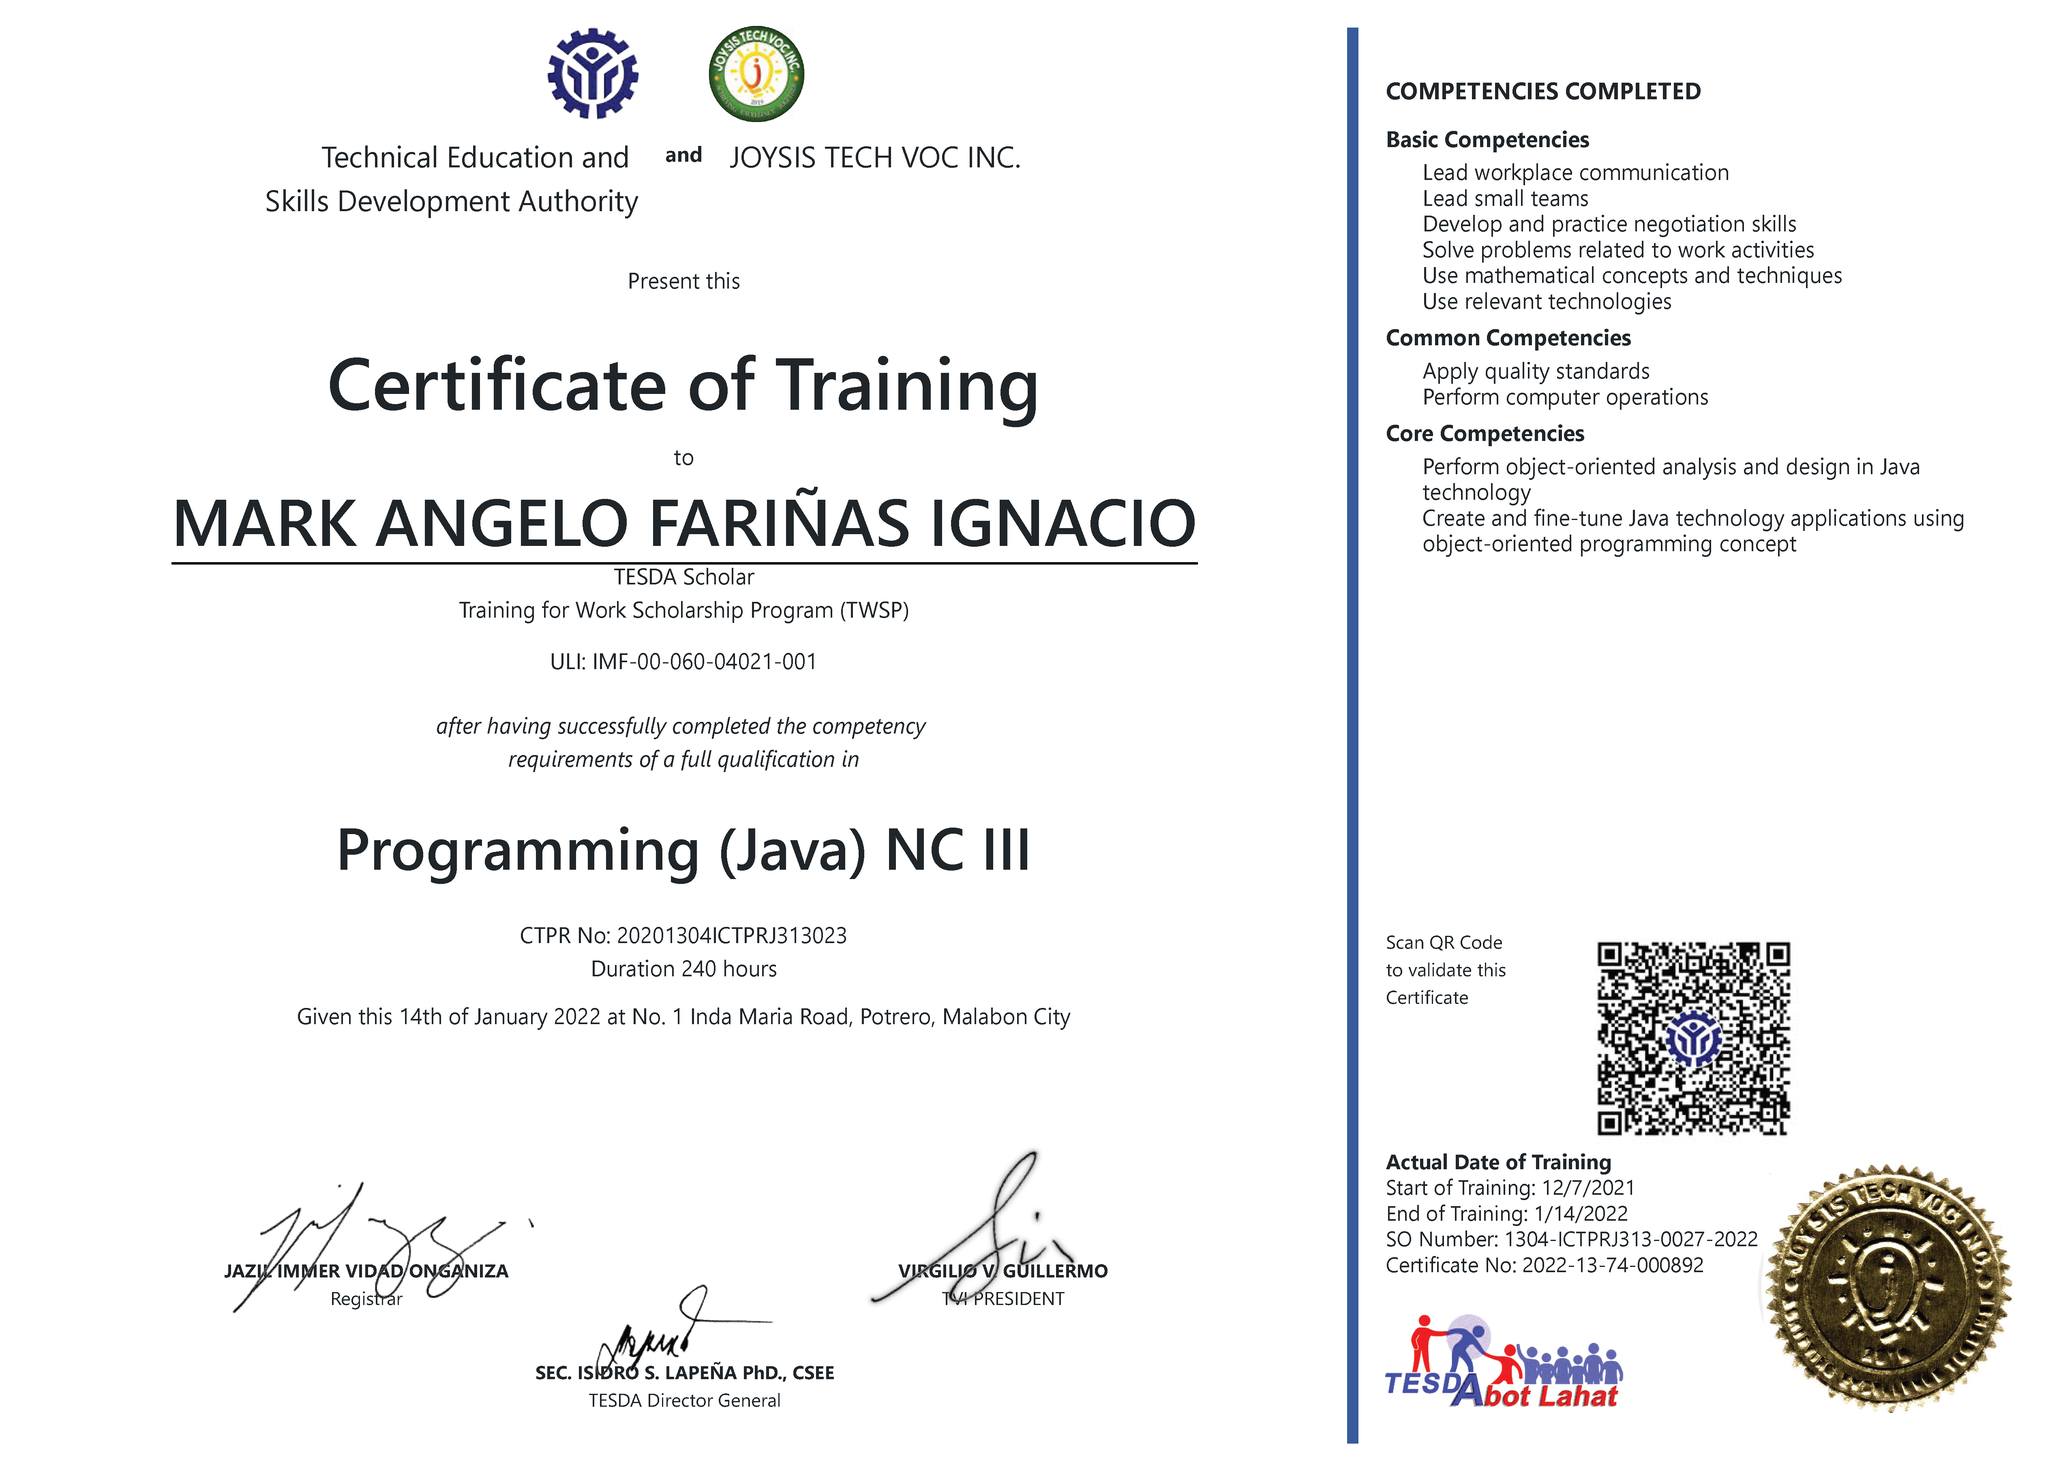 JOYSIS TECH VOC INC.
2019
Technical Education and
Skills Development Authority
and
JOYSIS TECH VOC INC.
Present this
Certificate of Training
to
MARK ANGELO FARIÑAS IGNACIO
TESDA Scholar
Training for Work Scholarship Program (TWSP)
ULI: IMF-00-060-04021-001
after having successfully completed the competency
requirements of a full qualification in
Programming (Java) NC III
CTPR No: 20201304ICTPRJ313023
Duration 240 hours
Given this 14th of January 2022 at No. 1 Inda Maria Road, Potrero, Malabon City
JAZIL IMMER VIDAD ONGANIZA
Registrar
VIRGILIO V. GUILLERMO
TVI PRESIDENT
SEC. ISIDRO S. LAPEÑA PhD., CSEE
TESDA Director General
COMPETENCIES COMPLETED
Basic Competencies
Lead workplace communication
Lead small teams
Develop and practice negotiation skills
Solve problems related to work activities
Use mathematical concepts and techniques
Use relevant technologies
Common Competencies
Apply quality standards
Perform computer operations
Core Competencies
Perform object-oriented analysis and design in Java
technology
Create and fine-tune Java technology applications using
object-oriented programming concept
Scan QR Code
to validate this
Certificate
Actual Date of Training
Start of Training: 12/7/2021
End of Training: 1/14/2022
SO Number: 1304-ICTPRJ313-0027-2022
Certificate No: 2022-13-74-000892
TESDA Abot Lahat
JOYSIS TECH VOC INC.
2019